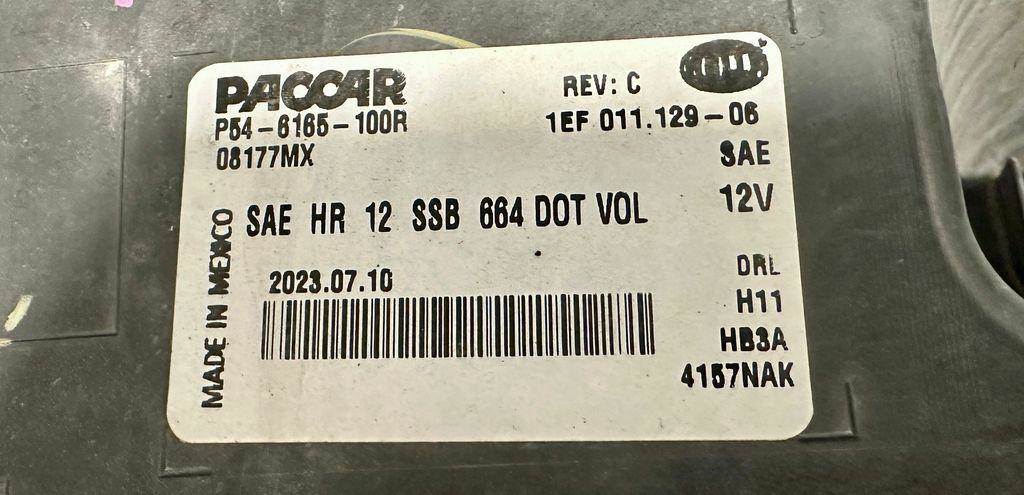 PACCAR
P54-6165-100R
08177MX
REV: C
HELLA
1EF 011.129-06
SAE
12V
SAE HR 12 SSB 664 DOT VOL
MADE IN MEXICO
2023.07.10
DRL
H11
HB3A
4157NAK